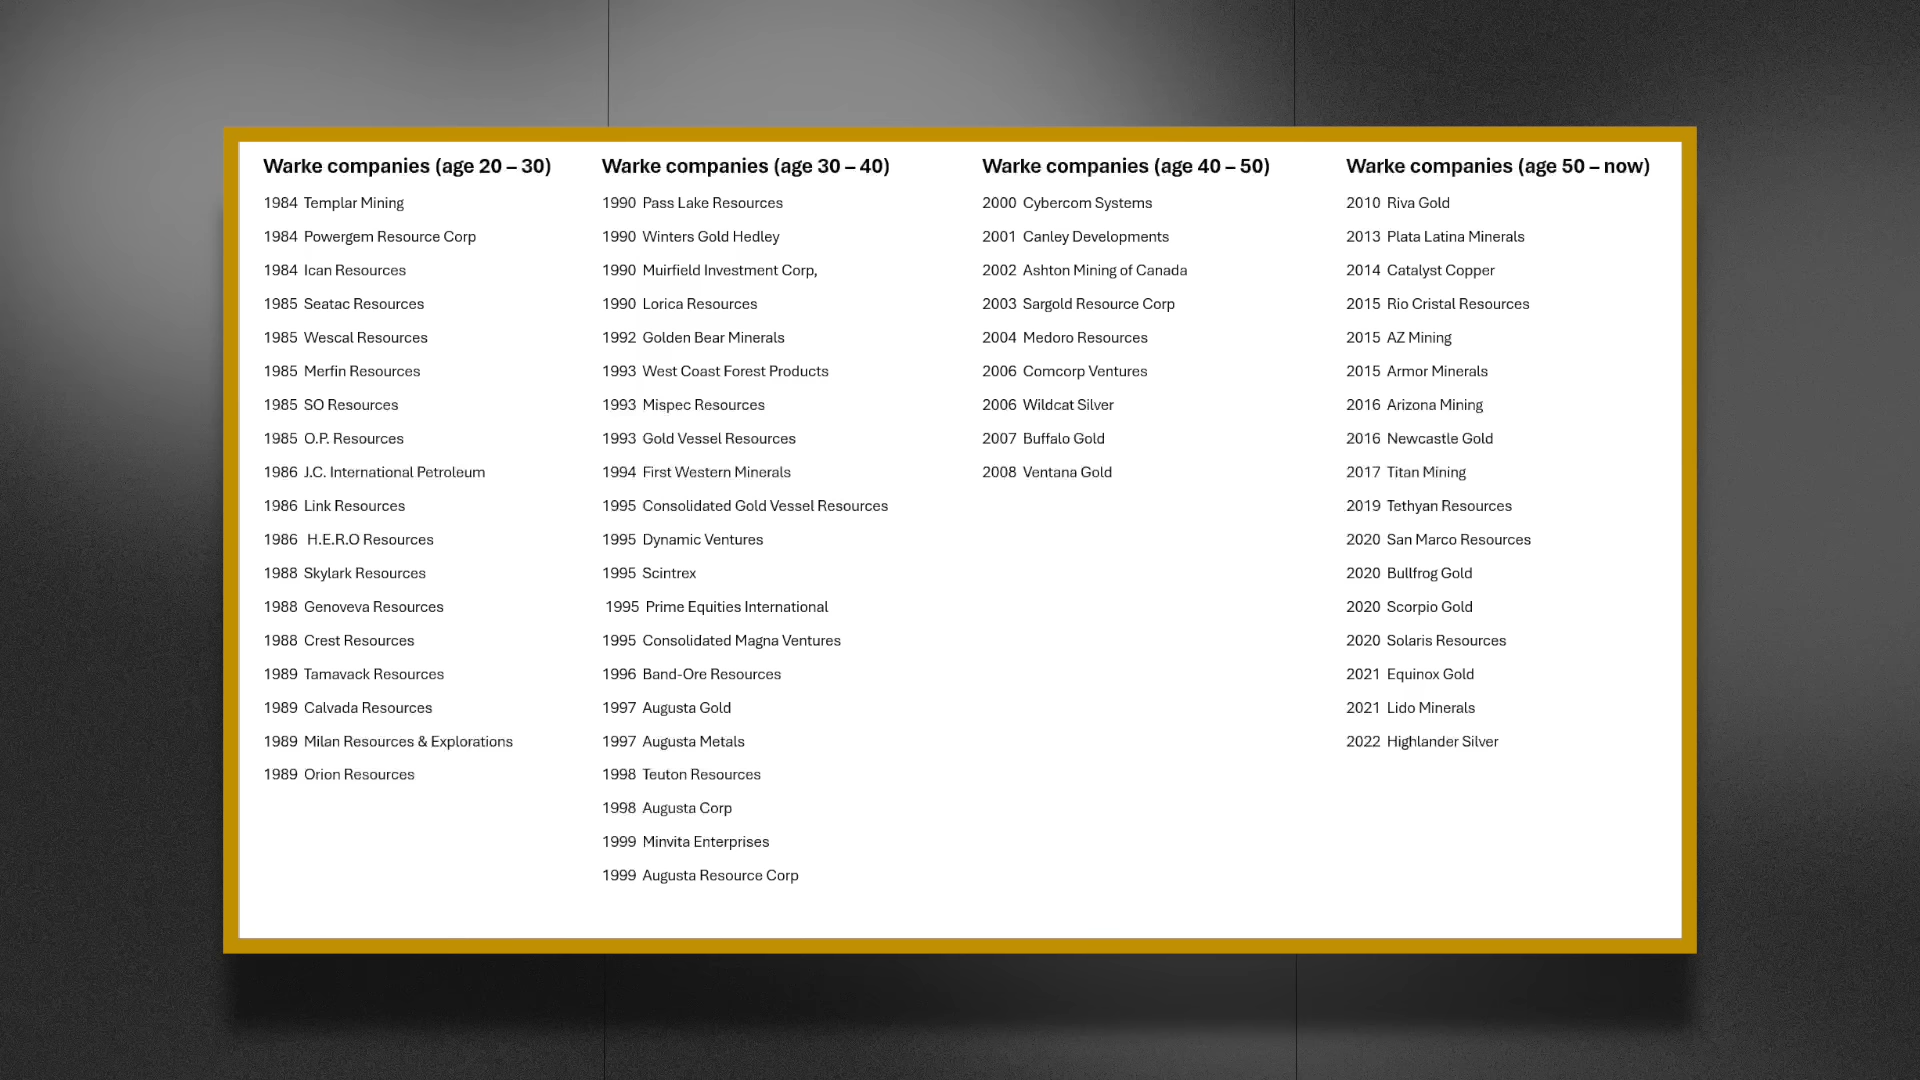 Warke companies (age 20 – 30)
1984 Templar Mining
1984 Powergem Resource Corp
1984 Ican Resources
1985 Seatac Resources
1985 Wescal Resources
1985 Merfin Resources
1985 SO Resources
1985 O.P. Resources
1986 J.C. International Petroleum
1986 Link Resources
1986 H.E.R.O Resources
1988 Skylark Resources
1988 Genoveva Resources
1988 Crest Resources
1989 Tamavack Resources
1989 Calvada Resources
1989 Milan Resources & Explorations
1989 Orion Resources
Warke companies (age 30 – 40)
1990 Pass Lake Resources
1990 Winters Gold Hedley
1990 Muirfield Investment Corp,
1990 Lorica Resources
1992 Golden Bear Minerals
1993 West Coast Forest Products
1993 Mispec Resources
1993 Gold Vessel Resources
1994 First Western Minerals
1995 Consolidated Gold Vessel Resources
1995 Dynamic Ventures
1995 Scintrex
1995 Prime Equities International
1995 Consolidated Magna Ventures
1996 Band-Ore Resources
1997 Augusta Gold
1997 Augusta Metals
1998 Teuton Resources
1998 Augusta Corp
1999 Minvita Enterprises
1999 Augusta Resource Corp
Warke companies (age 40 – 50)
2000 Cybercom Systems
2001 Canley Developments
2002 Ashton Mining of Canada
2003 Sargold Resource Corp
2004 Medoro Resources
2006 Comcorp Ventures
2006 Wildcat Silver
2007 Buffalo Gold
2008 Ventana Gold
Warke companies (age 50 – now)
2010 Riva Gold
2013 Plata Latina Minerals
2014 Catalyst Copper
2015 Rio Cristal Resources
2015 AZ Mining
2015 Armor Minerals
2016 Arizona Mining
2016 Newcastle Gold
2017 Titan Mining
2019 Tethyan Resources
2020 San Marco Resources
2020 Bullfrog Gold
2020 Scorpio Gold
2020 Solaris Resources
2021 Equinox Gold
2021 Lido Minerals
2022 Highlander Silver